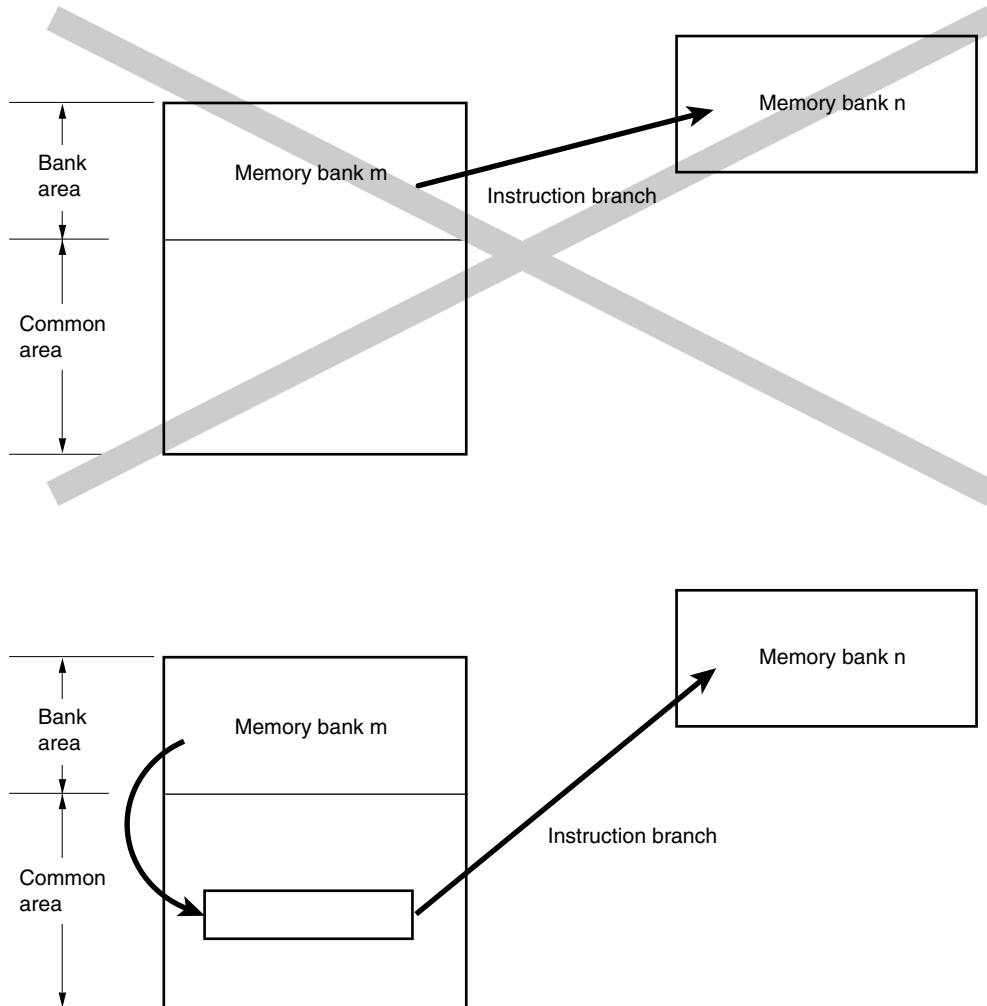 Memory bank n
Bank
area
Memory bank m
Instruction branch
Common
area
Memory bank n
Bank
area
Memory bank m
Instruction branch
Common
area